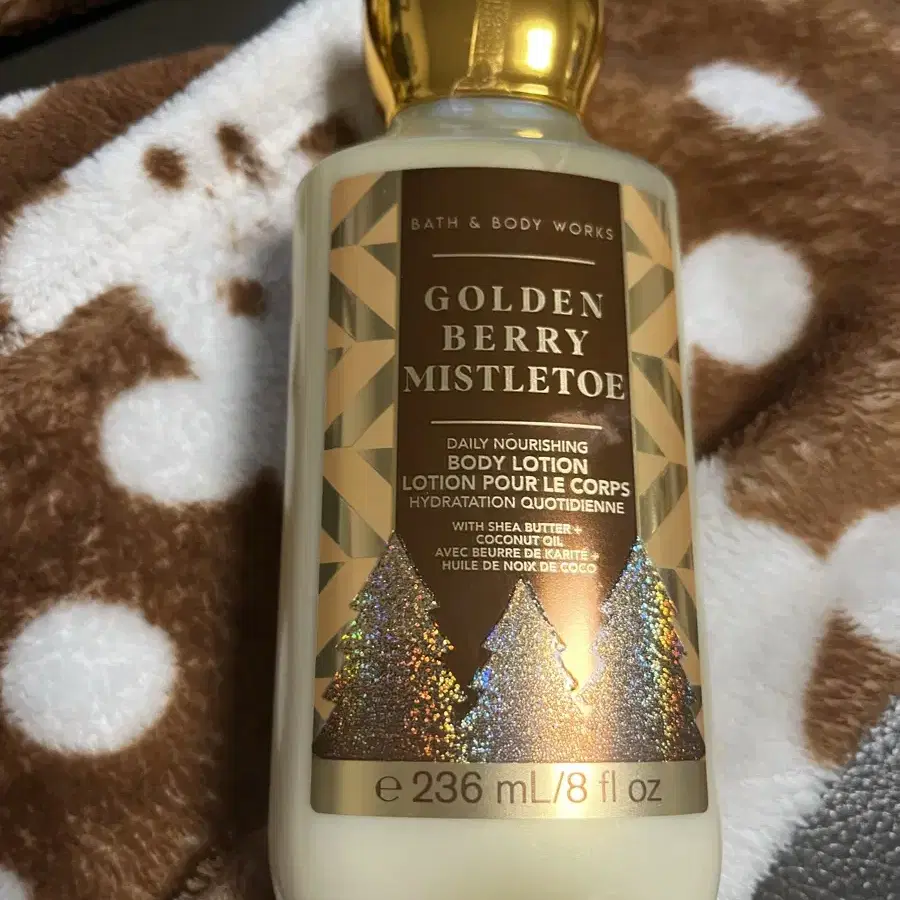 BATH & BODY WORKS
GOLDEN
BERRY
MISTLETOE
DAILY NOURISHING
BODY LOTION
LOTION POUR LE CORPS
HYDRATATION QUOTIDIENNE
WITH SHEA BUTTER +
COCONUT OIL
AVEC BEURRE DE KARITÉ +
HUILE DE NOIX DE COCO
℮ 236 mL/8 fl oz